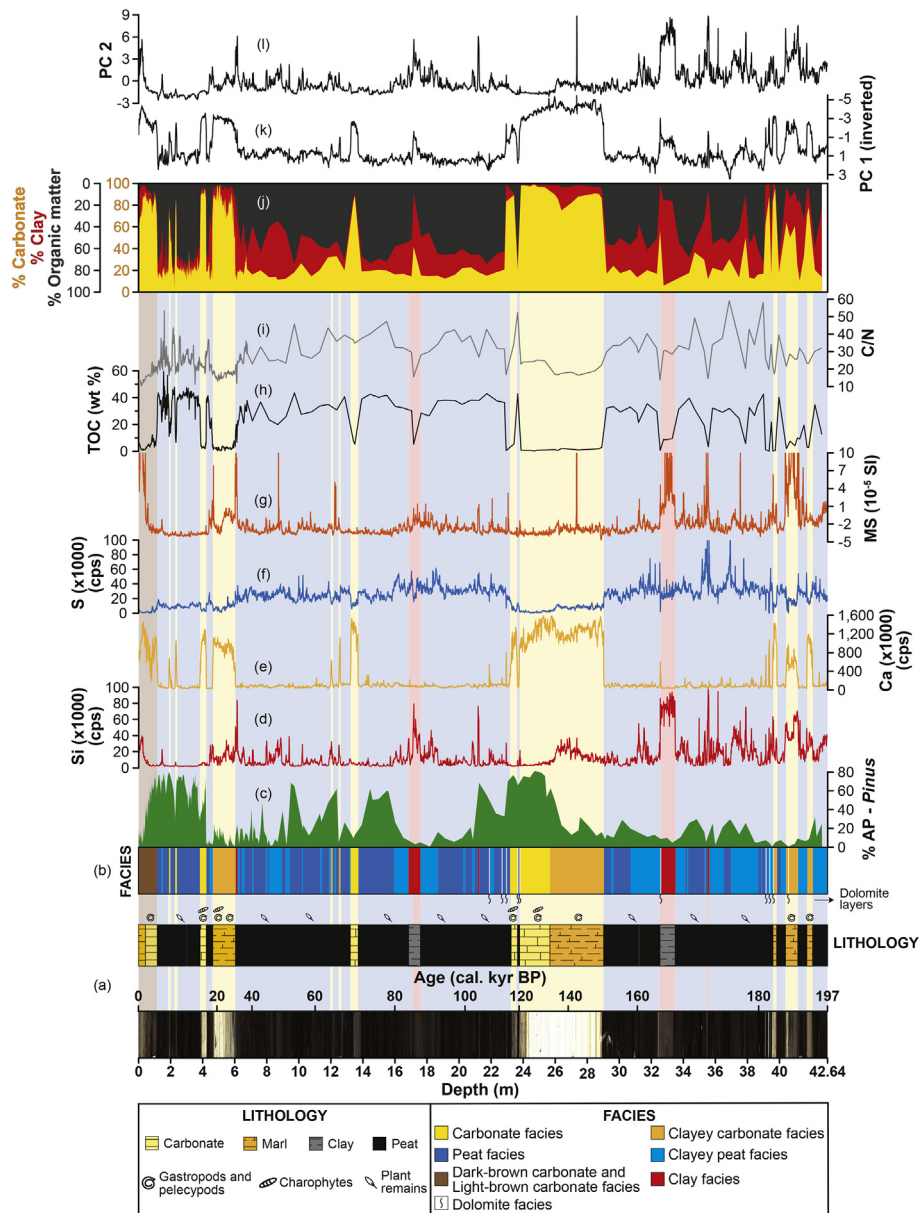 9
6
3
0
-3
PC 2
(l)
(k)
-5
-3
-1
1
3
PC 1 (inverted)
% Carbonate
% Clay
% Organic matter
0
20
40
60
80
100
100
80
60
40
20
0
(j)
(i)
60
50
40
30
20
10
C/N
TOC (wt %)
60
40
20
0
(h)
(g)
10
7
4
1
-2
-5
MS (10⁻⁵ SI)
S (x1000)
(cps)
100
80
60
40
20
0
(f)
(e)
1,600
1,200
800
400
0
Ca (x1000)
(cps)
Si (x1000)
(cps)
100
80
60
40
20
0
(d)
(c)
80
60
40
20
0
% AP - Pinus
(b)
FACIES
Dolomite
layers
LITHOLOGY
Age (cal. kyr BP)
(a)
0 20 40 60 80 100 120 140 160 180 197
0 2 4 6 8 10 12 14 16 18 20 22 24 26 28 30 32 34 36 38 40 42.64
Depth (m)
LITHOLOGY
Carbonate Marl Clay Peat
Gastropods and
pelecypods
Charophytes
Plant
remains
FACIES
Carbonate facies
Clayey carbonate facies
Peat facies
Clayey peat facies
Dark-brown carbonate and
Light-brown carbonate facies
Clay facies
Dolomite facies